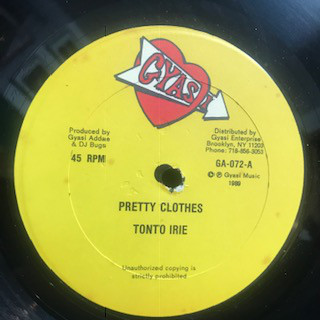 GYASI
Produced by
Gyasi Addae
& DJ Bugs
45 RPM
Distributed by
Gyasi Enterprise
Brooklyn, NY 11203
Phone: 718-856-3053
GA-072-A
© ℗ Gyasi Music
1989
PRETTY CLOTHES
TONTO IRIE
Unauthorized copying is
strictly prohibited